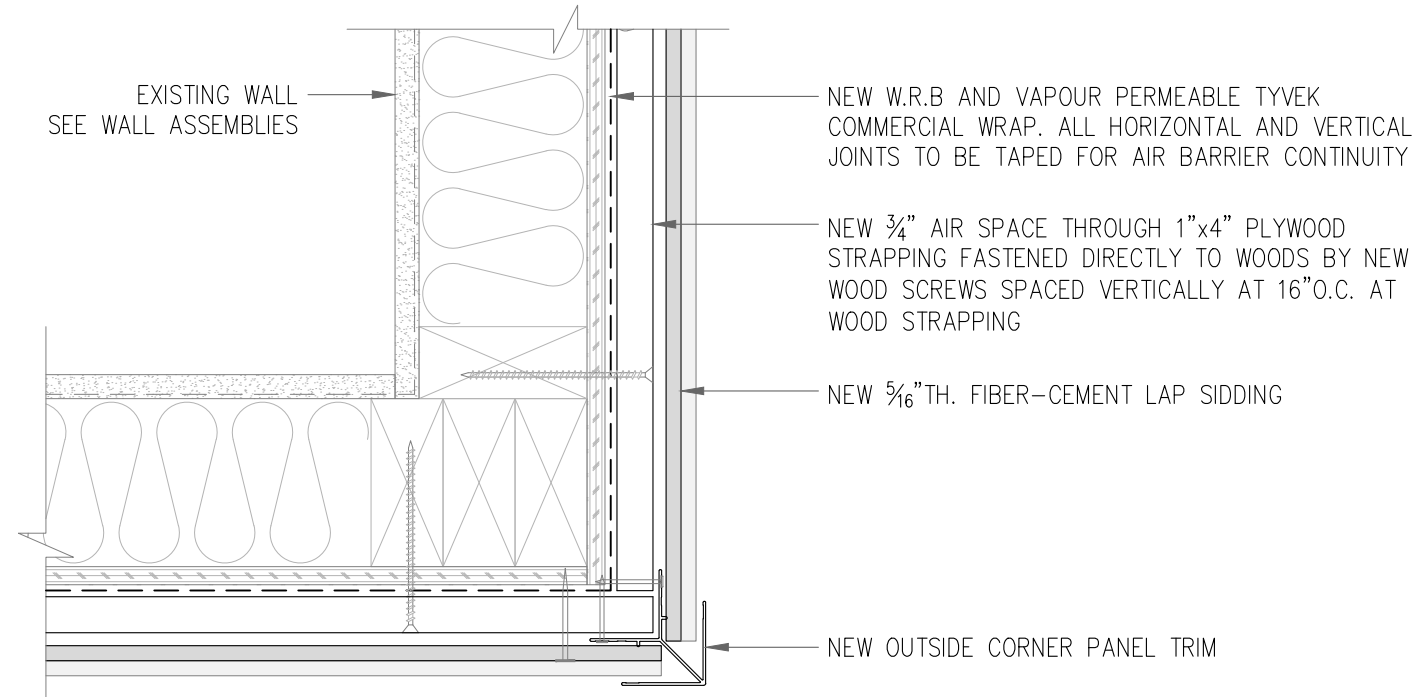 EXISTING WALL
SEE WALL ASSEMBLIES
NEW W.R.B AND VAPOUR PERMEABLE TYVEK
COMMERCIAL WRAP. ALL HORIZONTAL AND VERTICAL
JOINTS TO BE TAPED FOR AIR BARRIER CONTINUITY
NEW ¾" AIR SPACE THROUGH 1"x4" PLYWOOD
STRAPPING FASTENED DIRECTLY TO WOODS BY NEW
WOOD SCREWS SPACED VERTICALLY AT 16"O.C. AT
WOOD STRAPPING
NEW 5⁄16"TH. FIBER-CEMENT LAP SIDDING
NEW OUTSIDE CORNER PANEL TRIM